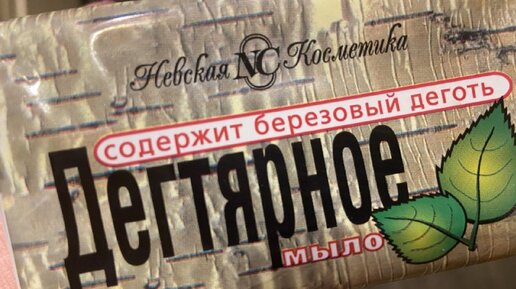 Невская NC Косметика
содержит березовый деготь
Дегтярное
мыло